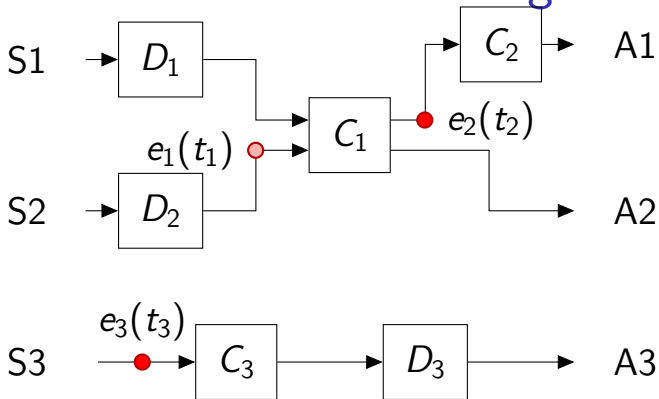 S1 D₁ C₂ A1
e₁(t₁) C₁ e₂(t₂)
S2 D₂ A2
e₃(t₃)
S3 C₃ D₃ A3